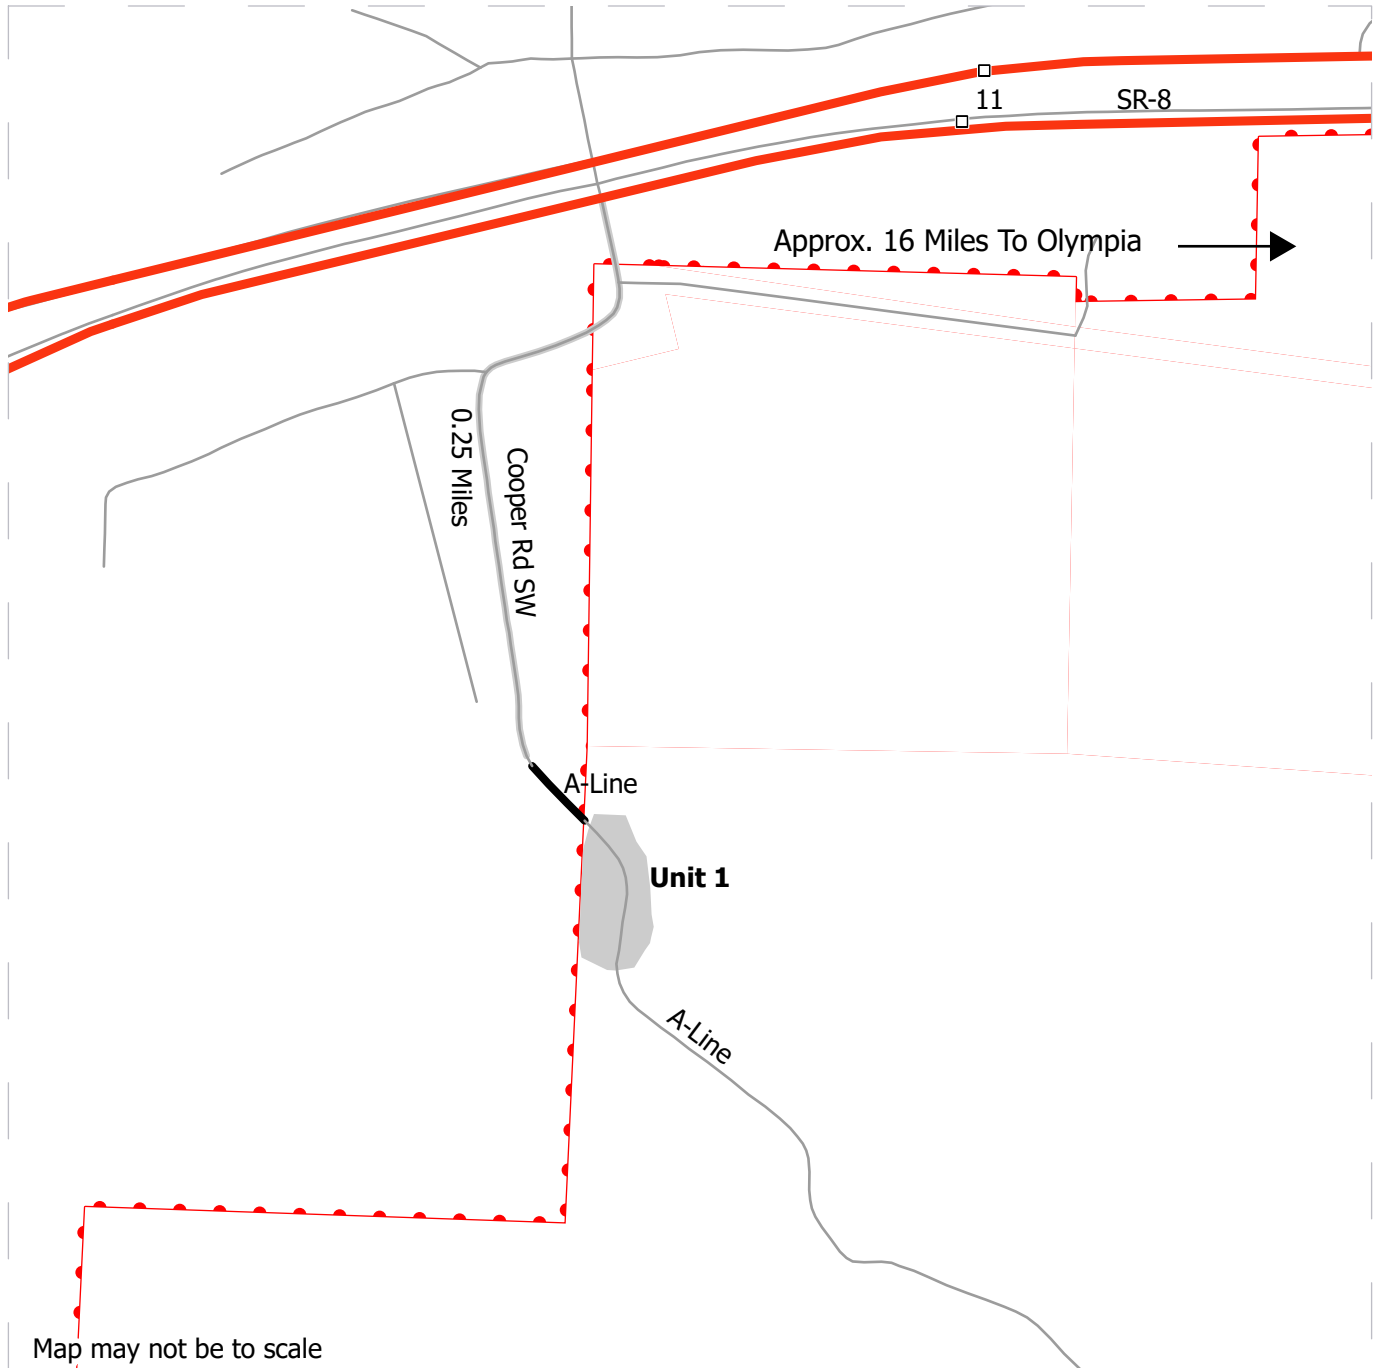 11
SR-8
Approx. 16 Miles To Olympia
0.25 Miles
Cooper Rd SW
A-Line
Unit 1
A-Line
Map may not be to scale